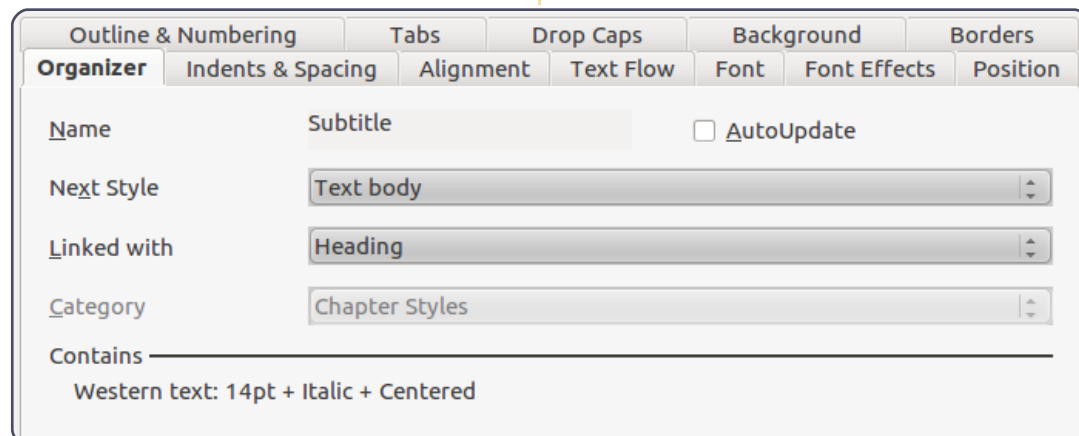 Outline & Numbering Tabs Drop Caps Background Borders
Organizer Indents & Spacing Alignment Text Flow Font Font Effects Position
Name Subtitle AutoUpdate
Next Style Text body
Linked with Heading
Category Chapter Styles
Contains
Western text: 14pt + Italic + Centered